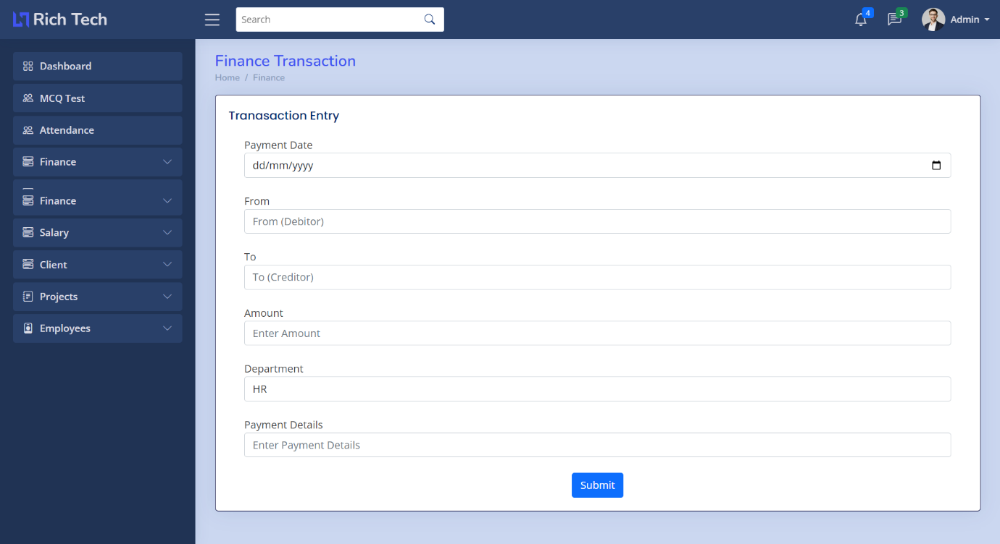 Rich Tech
Search
4
3
Admin
Dashboard
MCQ Test
Attendance
Finance
Finance
Salary
Client
Projects
Employees
Finance Transaction
Home / Finance
Tranasaction Entry
Payment Date
dd/mm/yyyy
From
From (Debitor)
To
To (Creditor)
Amount
Enter Amount
Department
HR
Payment Details
Enter Payment Details
Submit